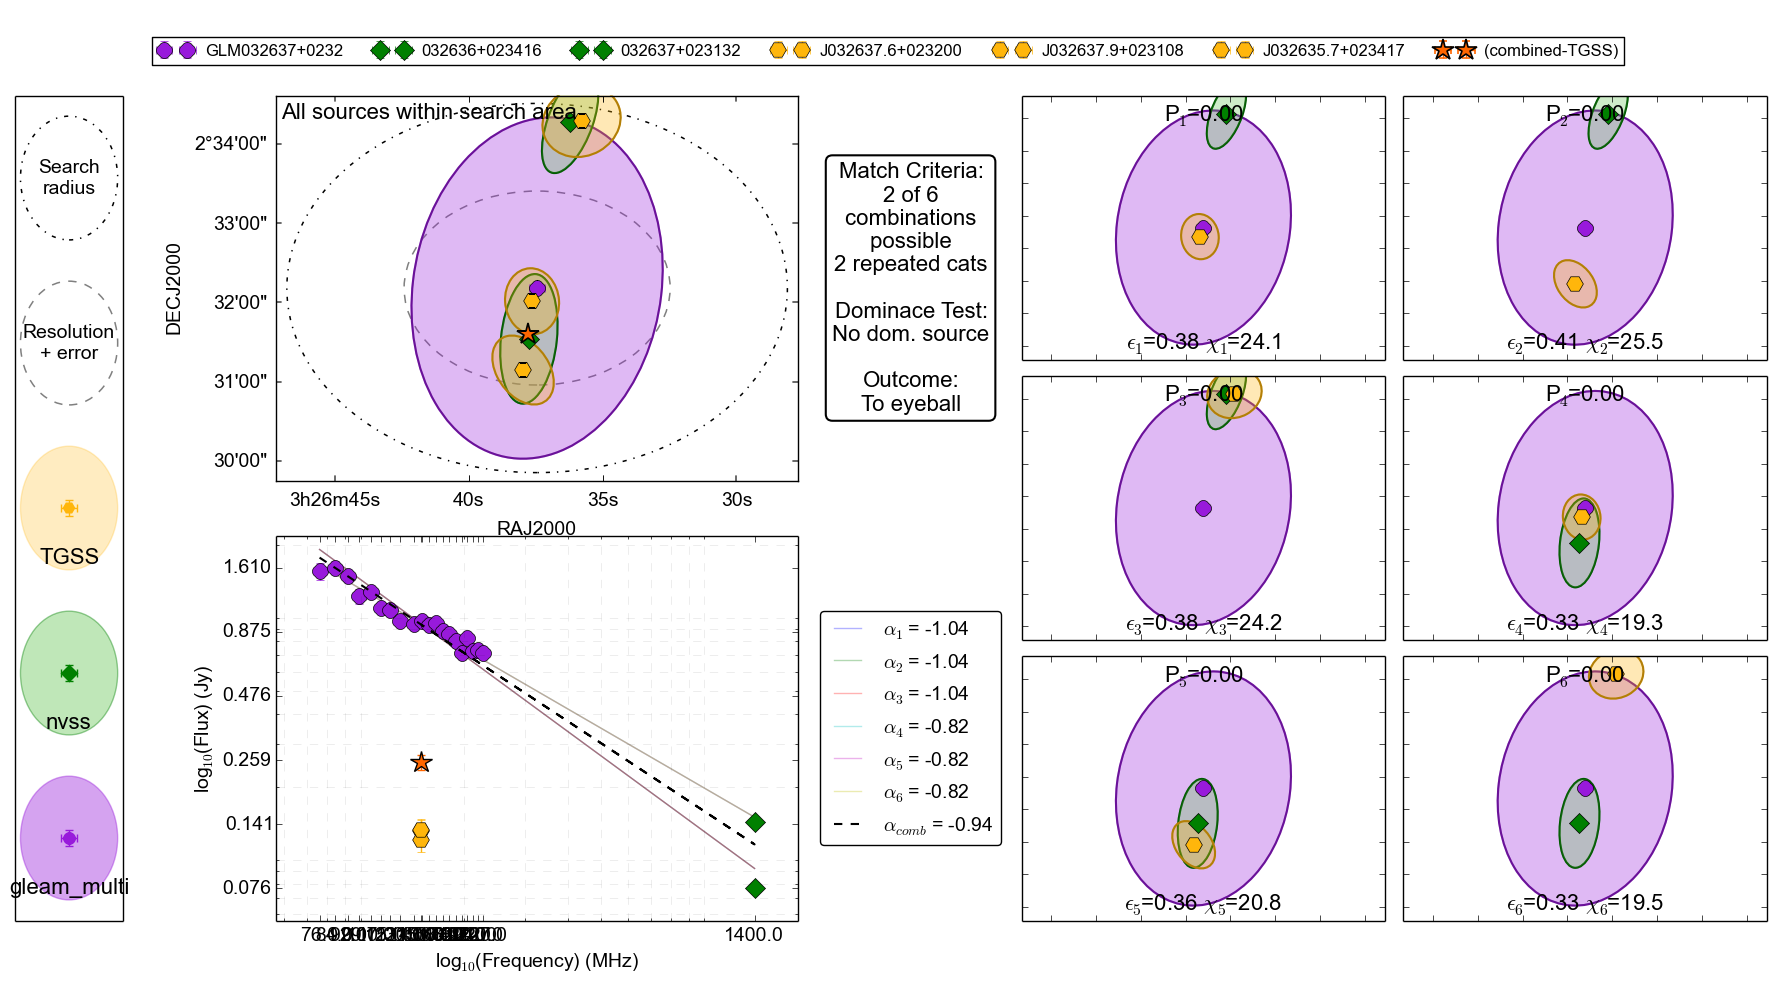 GLM032637+0232
032636+023416
032637+023132
J032637.6+023200
J032637.9+023108
J032635.7+023417
(combined-TGSS)
Search
radius
Resolution
+ error
TGSS
nvss
gleam_multi
All sources within search area
2°34'00"
33'00"
32'00"
31'00"
30'00"
DECJ2000
3h26m45s
40s
35s
30s
RAJ2000
Match Criteria:
2 of 6
combinations
possible
2 repeated cats
Dominace Test:
No dom. source
Outcome:
To eyeball
1.610
0.875
0.476
0.259
0.141
0.076
log10(Flux) (Jy)
1400.0
log10(Frequency) (MHz)
α1 = -1.04
α2 = -1.04
α3 = -1.04
α4 = -0.82
α5 = -0.82
α6 = -0.82
αcomb = -0.94
P1=0.00
ϵ1=0.38 χ1=24.1
P2=0.00
ϵ2=0.41 χ2=25.5
P3=0.00
ϵ3=0.38 χ3=24.2
P4=0.00
ϵ4=0.33 χ4=19.3
P5=0.00
ϵ5=0.36 χ5=20.8
P6=0.00
ϵ6=0.33 χ6=19.5